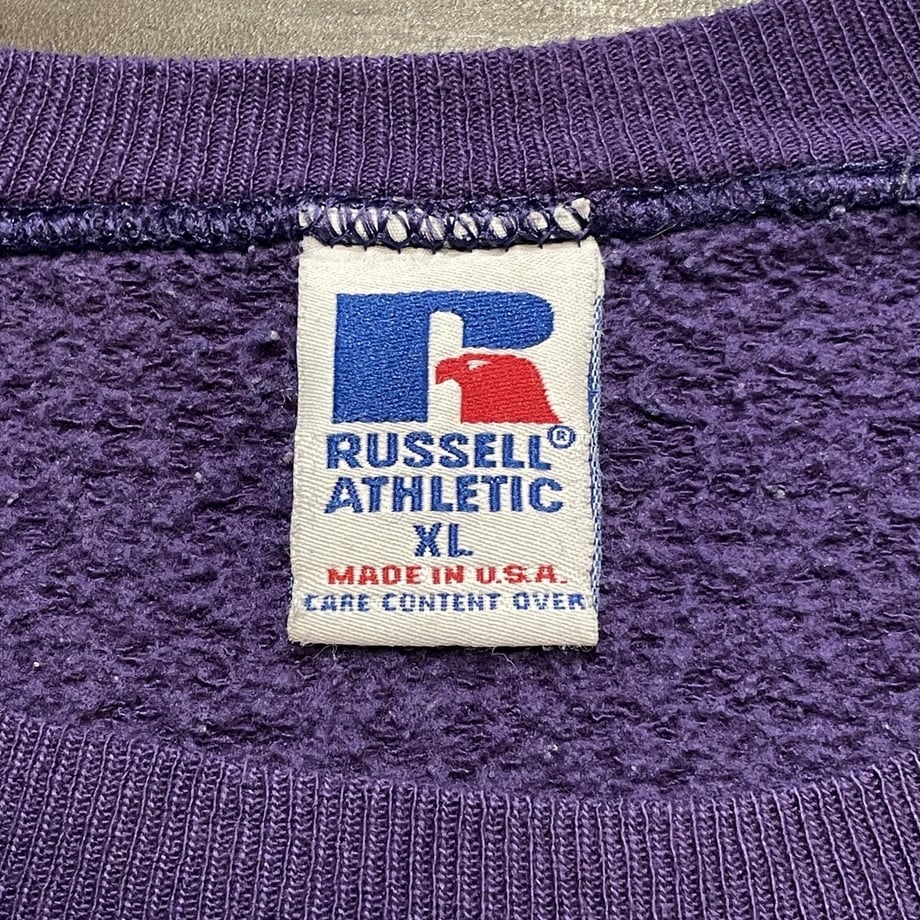 R
RUSSELL®
ATHLETIC
XL
MADE IN U.S.A.
CARE CONTENT OVER